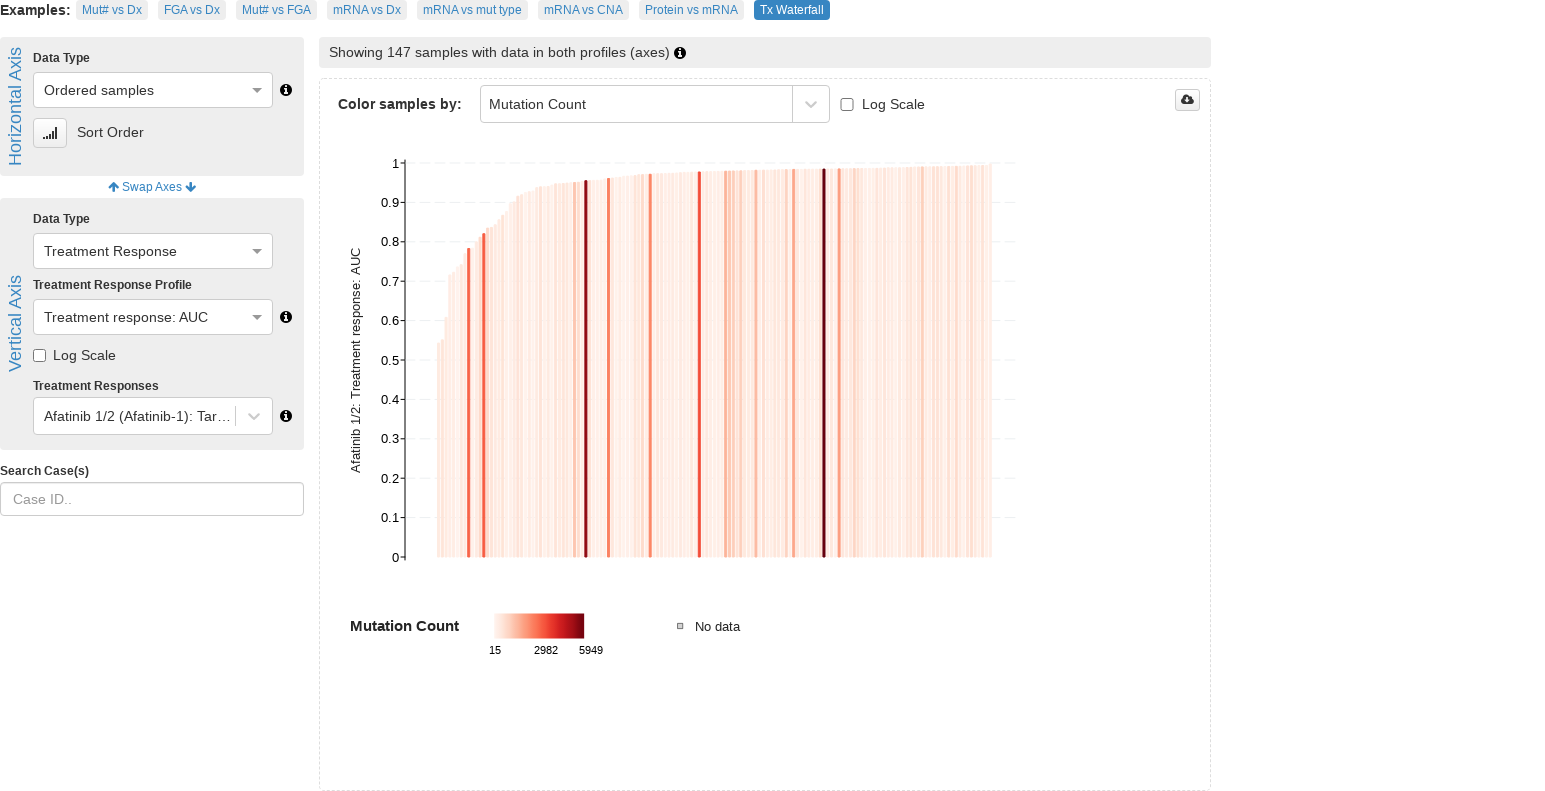 Examples: Mut# vs Dx FGA vs Dx Mut# vs FGA mRNA vs Dx mRNA vs mut type mRNA vs CNA Protein vs mRNA Tx Waterfall
Horizontal Axis
Data Type
Ordered samples
Sort Order
Swap Axes
Vertical Axis
Data Type
Treatment Response
Treatment Response Profile
Treatment response: AUC
Log Scale
Treatment Responses
Afatinib 1/2 (Afatinib-1): Tar…
Search Case(s)
Case ID..
Showing 147 samples with data in both profiles (axes)
Color samples by: Mutation Count Log Scale
Afatinib 1/2: Treatment response: AUC
1
0.9
0.8
0.7
0.6
0.5
0.4
0.3
0.2
0.1
0
Mutation Count
15 2982 5949
No data